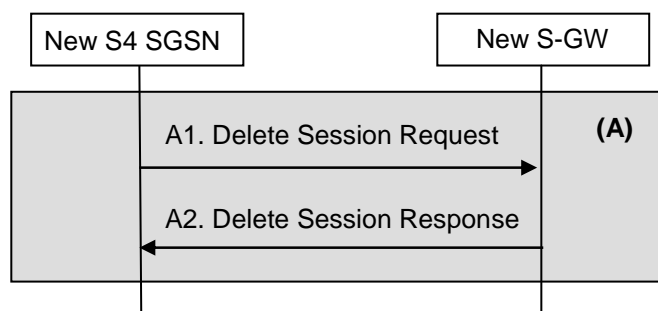 New S4 SGSN
New S-GW
(A)
A1. Delete Session Request
A2. Delete Session Response